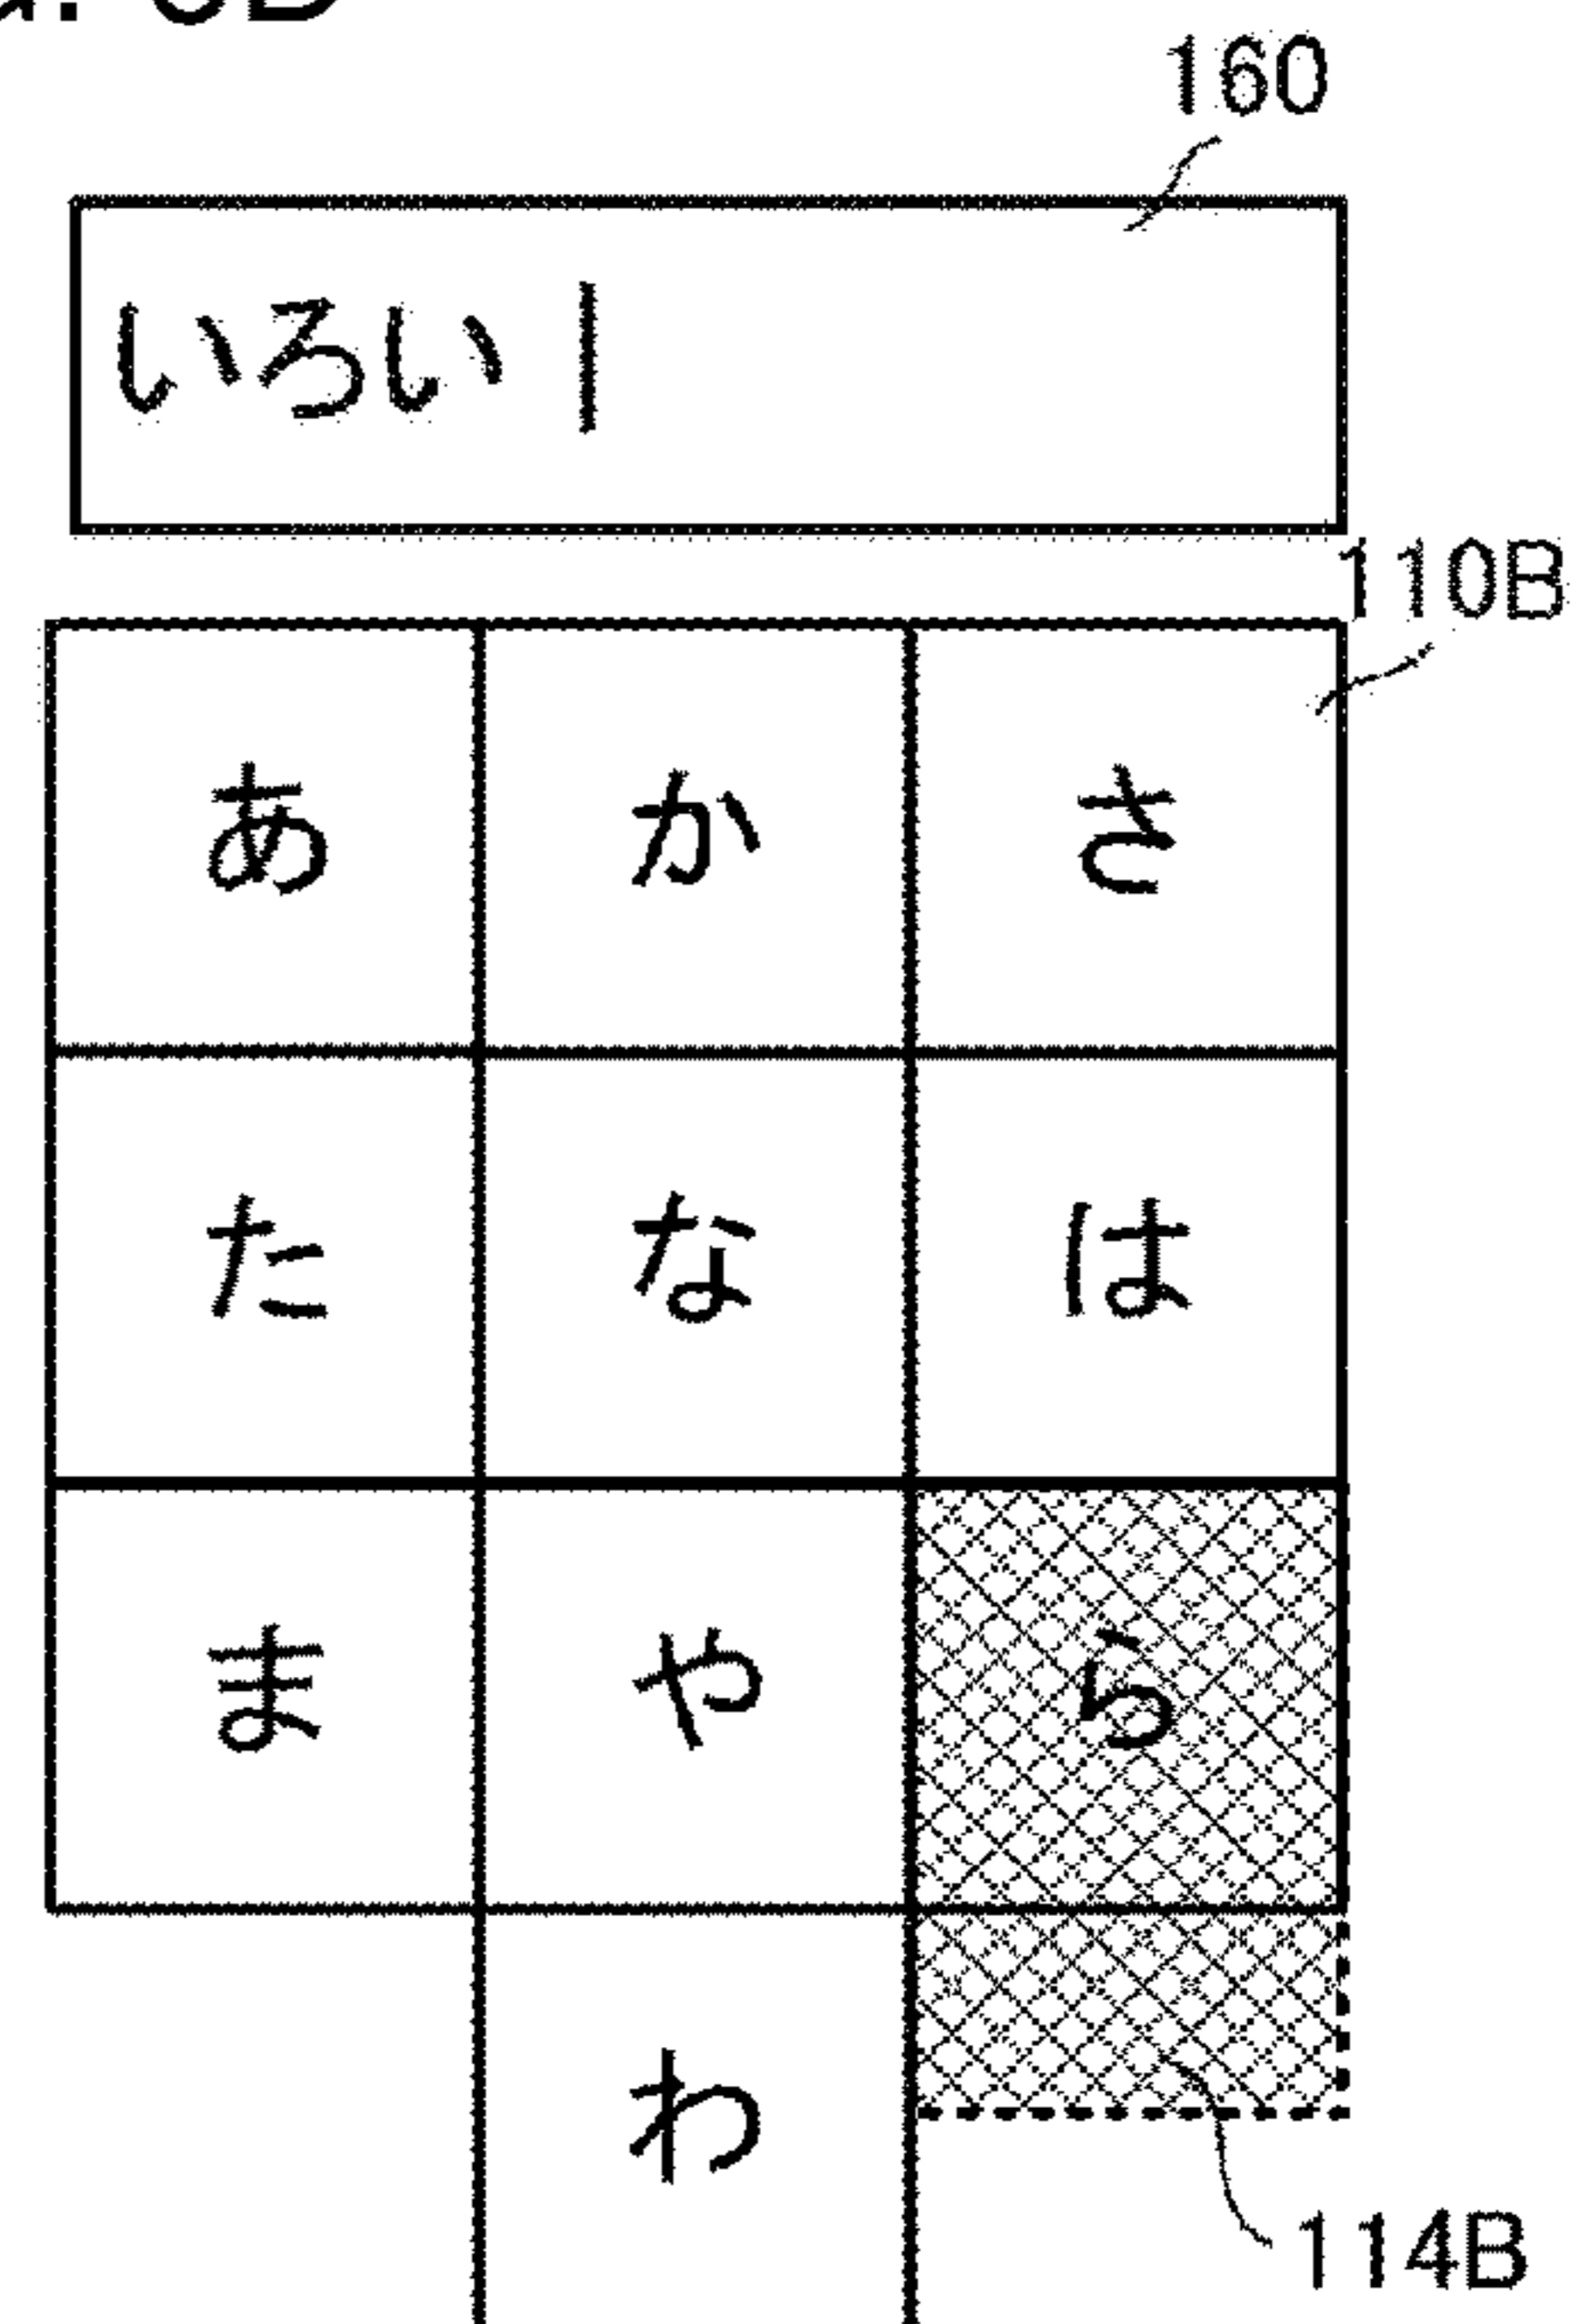 160
いろい
110B
あ か さ
た な は
ま や ら
わ
114B